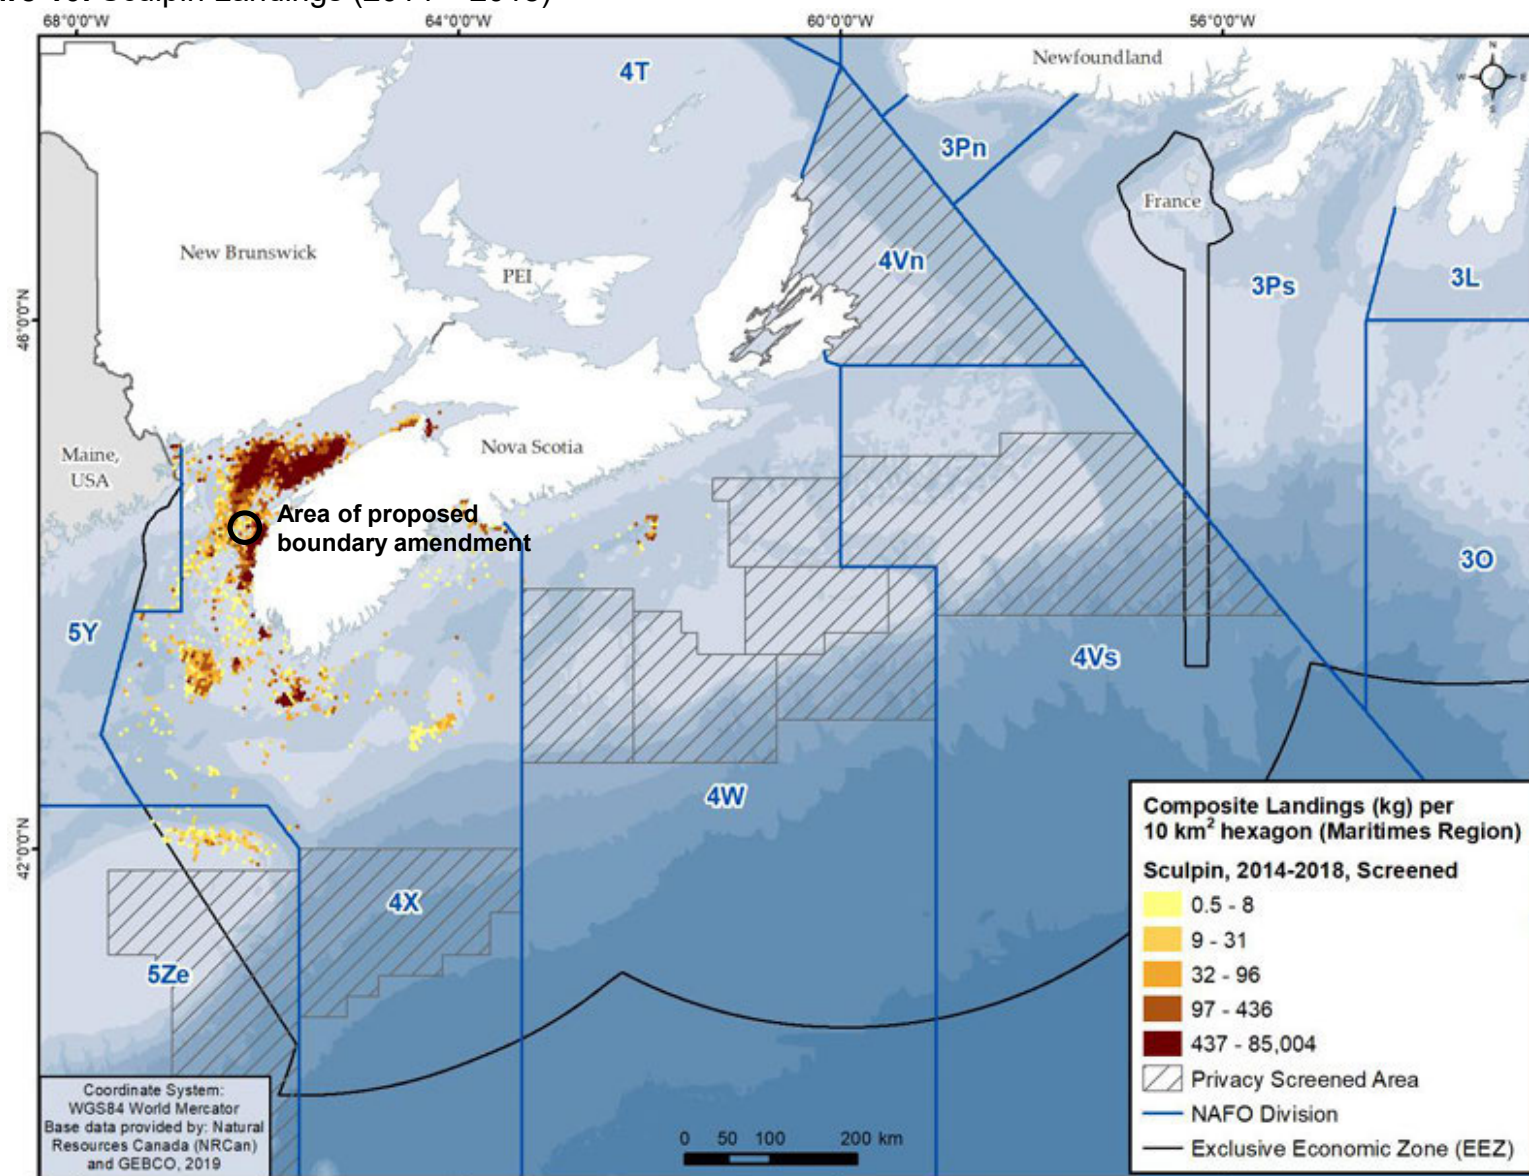 Sculpin Landings (2014 - 2018)
68°0'0"W
64°0'0"W
60°0'0"W
56°0'0"W
Newfoundland
N
W
E
S
4T
3Pn
France
New Brunswick
PEI
4Vn
3Ps
3L
46°0'0"N
Maine,
USA
Nova Scotia
Area of proposed
boundary amendment
3O
5Y
4Vs
4W
42°0'0"N
4X
5Ze
Composite Landings (kg) per
10 km² hexagon (Maritimes Region)
Sculpin, 2014-2018, Screened
0.5 - 8
9 - 31
32 - 96
97 - 436
437 - 85,004
Privacy Screened Area
NAFO Division
Exclusive Economic Zone (EEZ)
Coordinate System:
WGS84 World Mercator
Base data provided by: Natural
Resources Canada (NRCan)
and GEBCO, 2019
0 50 100 200 km